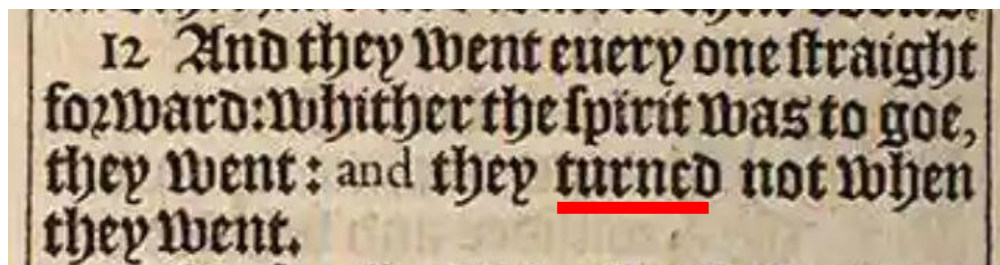 12 And they went euery one straight
forward: whither the spirit was to goe,
they went: and they turned not when
they went.